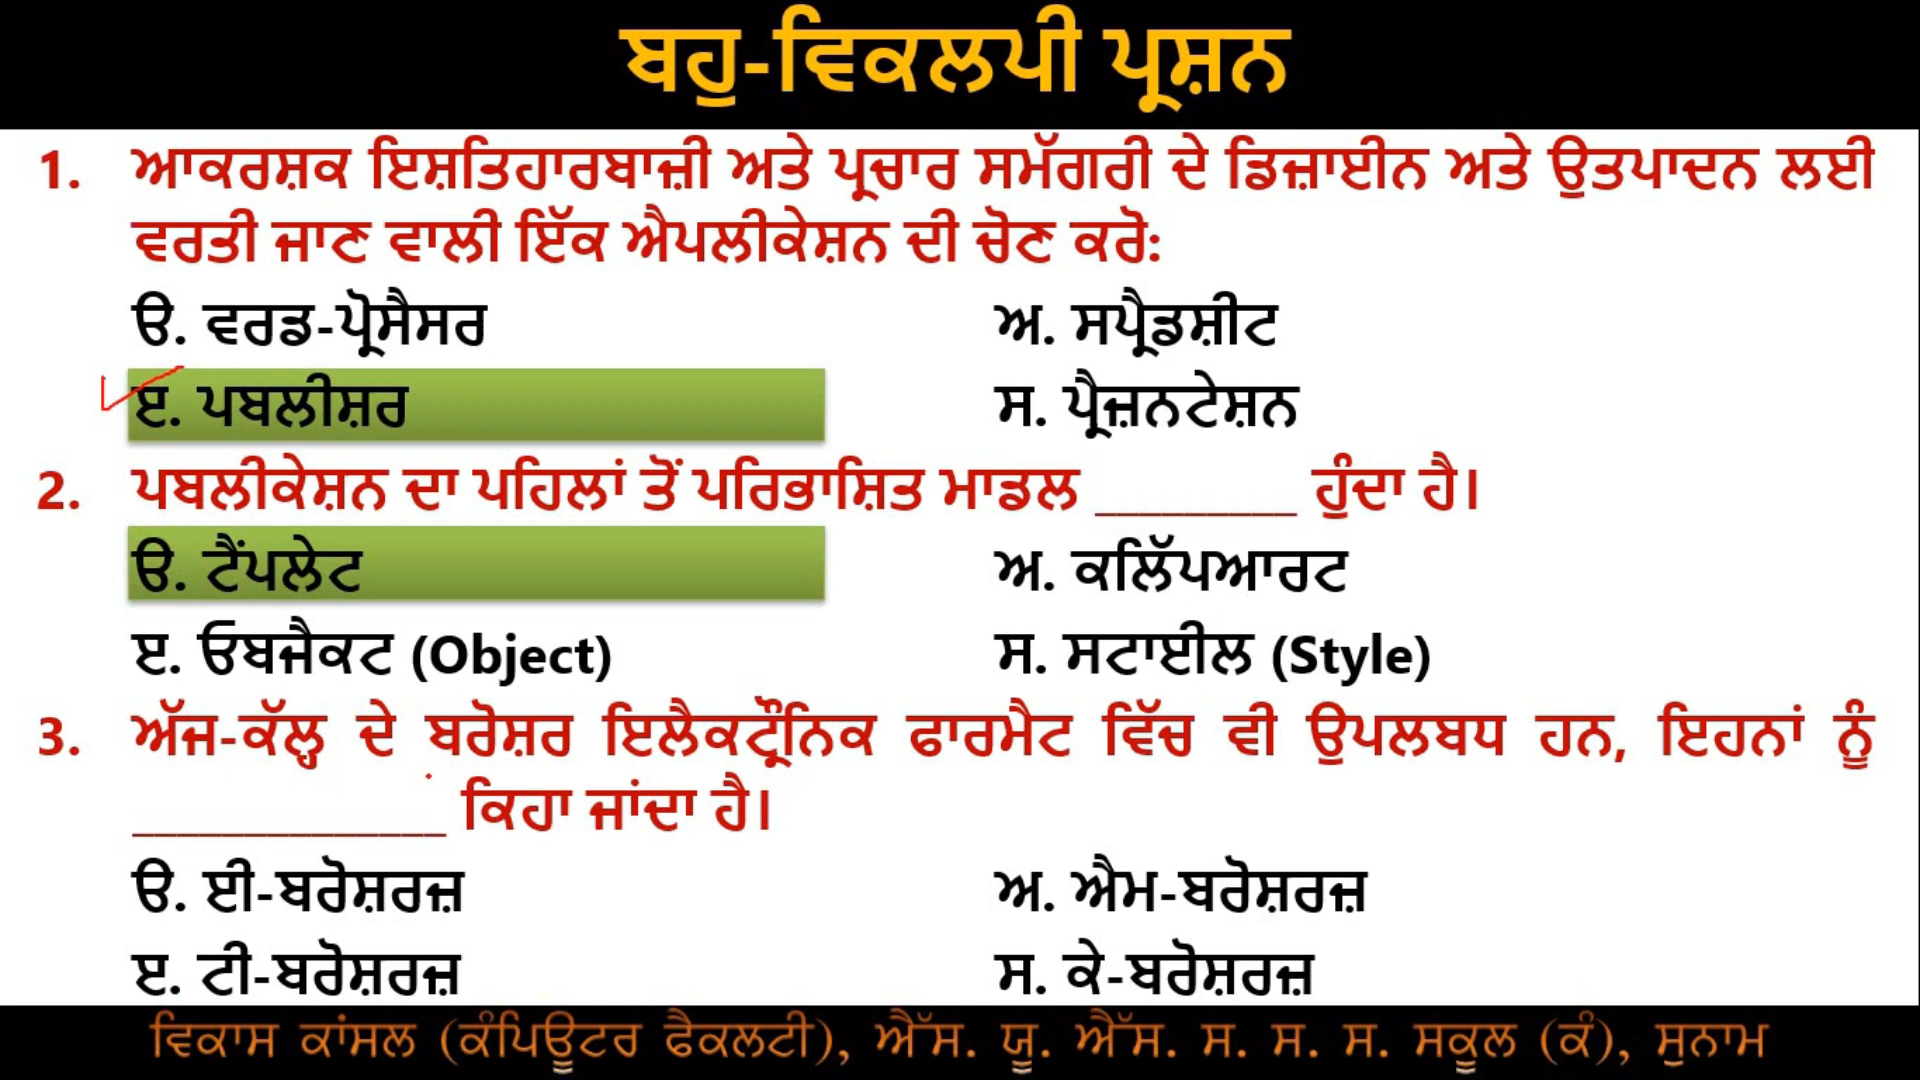 ਬਹੁ-ਵਿਕਲਪੀ ਪ੍ਰਸ਼ਨ
1. ਆਕਰਸ਼ਕ ਇਸ਼ਤਿਹਾਰਬਾਜ਼ੀ ਅਤੇ ਪ੍ਰਚਾਰ ਸਮੱਗਰੀ ਦੇ ਡਿਜ਼ਾਈਨ ਅਤੇ ਉਤਪਾਦਨ ਲਈ
ਵਰਤੀ ਜਾਣ ਵਾਲੀ ਇੱਕ ਐਪਲੀਕੇਸ਼ਨ ਦੀ ਚੋਣ ਕਰੋ:
ੳ. ਵਰਡ-ਪ੍ਰੋਸੈਸਰ ਅ. ਸਪ੍ਰੈਡਸ਼ੀਟ
ੲ. ਪਬਲੀਸ਼ਰ ਸ. ਪ੍ਰੈਜ਼ਨਟੇਸ਼ਨ
2. ਪਬਲੀਕੇਸ਼ਨ ਦਾ ਪਹਿਲਾਂ ਤੋਂ ਪਰਿਭਾਸ਼ਿਤ ਮਾਡਲ _________ ਹੁੰਦਾ ਹੈ।
ੳ. ਟੈਂਪਲੇਟ ਅ. ਕਲਿੱਪਆਰਟ
ੲ. ਓਬਜੈਕਟ (Object) ਸ. ਸਟਾਈਲ (Style)
3. ਅੱਜ-ਕੱਲ੍ਹ ਦੇ ਬਰੋਸ਼ਰ ਇਲੈਕਟ੍ਰੌਨਿਕ ਫਾਰਮੈਟ ਵਿੱਚ ਵੀ ਉਪਲਬਧ ਹਨ, ਇਹਨਾਂ ਨੂੰ
______________ ਕਿਹਾ ਜਾਂਦਾ ਹੈ।
ੳ. ਈ-ਬਰੋਸ਼ਰਜ਼ ਅ. ਐਮ-ਬਰੋਸ਼ਰਜ਼
ੲ. ਟੀ-ਬਰੋਸ਼ਰਜ਼ ਸ. ਕੇ-ਬਰੋਸ਼ਰਜ਼
ਵਿਕਾਸ ਕਾਂਸਲ (ਕੰਪਿਊਟਰ ਫੈਕਲਟੀ), ਐੱਸ. ਯੂ. ਐੱਸ. ਸ. ਸ. ਸ. ਸਕੂਲ (ਕੰ), ਸੁਨਾਮ